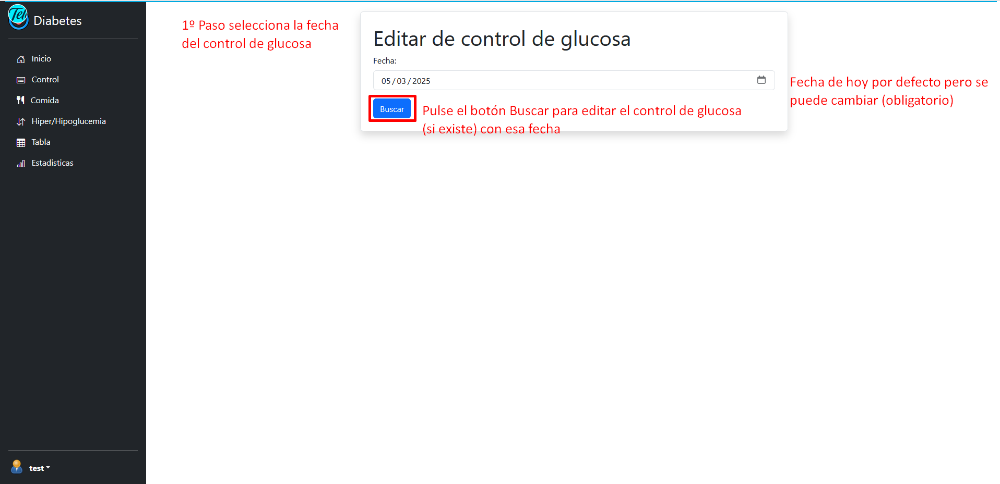 Tel
Diabetes
Inicio
Control
Comida
Hiper/Hipoglucemia
Tabla
Estadisticas
test
1º Paso selecciona la fecha
del control de glucosa
Editar de control de glucosa
Fecha:
05/03/2025
Buscar
Pulse el botón Buscar para editar el control de glucosa
(si existe) con esa fecha
Fecha de hoy por defecto pero se
puede cambiar (obligatorio)